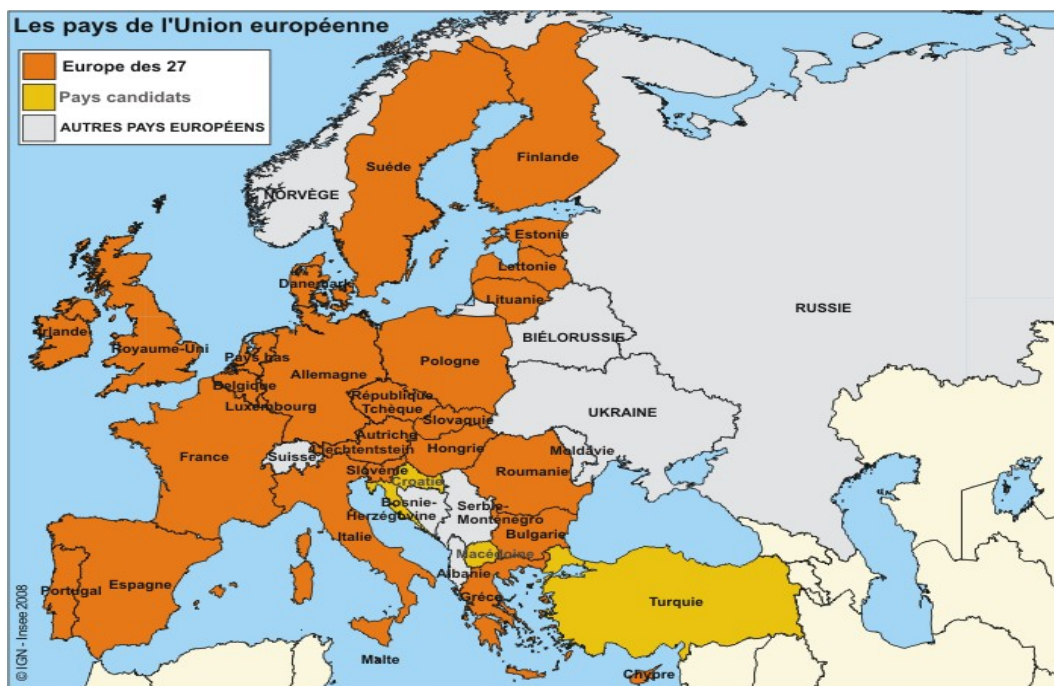 Les pays de l'Union européenne
Europe des 27
Pays candidats
AUTRES PAYS EUROPÉENS
Finlande
Suéde
NORVÈGE
Estonie
Lettonie
Danemark
Lituanie
RUSSIE
Irlande
BIÉLORUSSIE
Royaume-Uni
Pays bas
Pologne
Allemagne
Belgique
République
Tchèque
Luxembourg
UKRAINE
Slovaquie
Autriche
Liechtentstein
Hongrie
Moldavie
France
Suisse
Roumanie
Slovénie
Croatie
Bosnie-
Herzégovine
Serbie-
Monténégro
Italie
Bulgarie
Macédoine
Albanie
Portugal
Espagne
Gréce
Turquie
Malte
Chypre
© IGN - Insee 2008